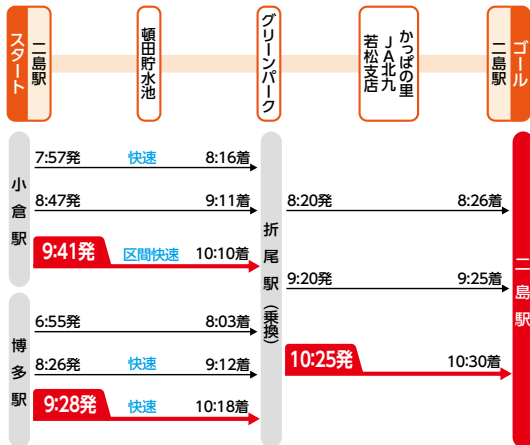 スタート
二島駅
頓田貯水池
グリーンパーク
かっぱの里
JA北九
若松支店
二島駅
ゴール
小倉駅
7:57発 快速 8:16着
8:47発 9:11着
9:41発 区間快速 10:10着
博多駅
6:55発 8:03着
8:26発 快速 9:12着
9:28発 快速 10:18着
折尾駅(乗換)
8:20発 8:26着
9:20発 9:25着
10:25発 10:30着
二島駅